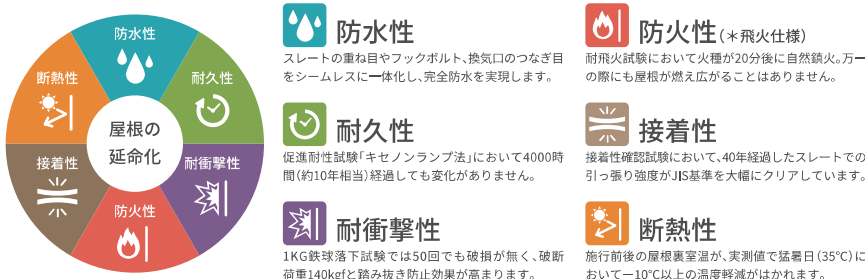 防水性
耐久性
耐衝撃性
防火性
接着性
断熱性
屋根の
延命化
防水性
スレートの重ね目やフックボルト、換気口のつなぎ目
をシームレスに一体化し、完全防水を実現します。
耐久性
促進耐性試験「キセノンランプ法」において4000時
間(約10年相当)経過しても変化がありません。
耐衝撃性
1KG鉄球落下試験では50回でも破損が無く、破断
荷重140kgfと踏み抜き防止効果が高まります。
防火性(＊飛火仕様)
耐飛火試験において火種が20分後に自然鎮火。万一
の際にも屋根が燃え広がることはありません。
接着性
接着性確認試験において、40年経過したスレートでの
引っ張り強度がJIS基準を大幅にクリアしています。
断熱性
施行前後の屋根裏室温が、実測値で猛暑日(35℃)に
おいてー10℃以上の温度軽減がはかれます。